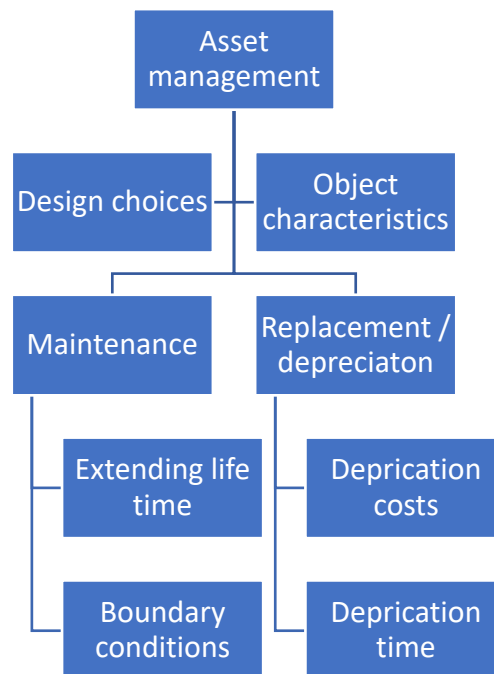 Asset
management
Design choices
Object
characteristics
Maintenance
Replacement /
depreciaton
Extending life
time
Deprication
costs
Boundary
conditions
Deprication
time